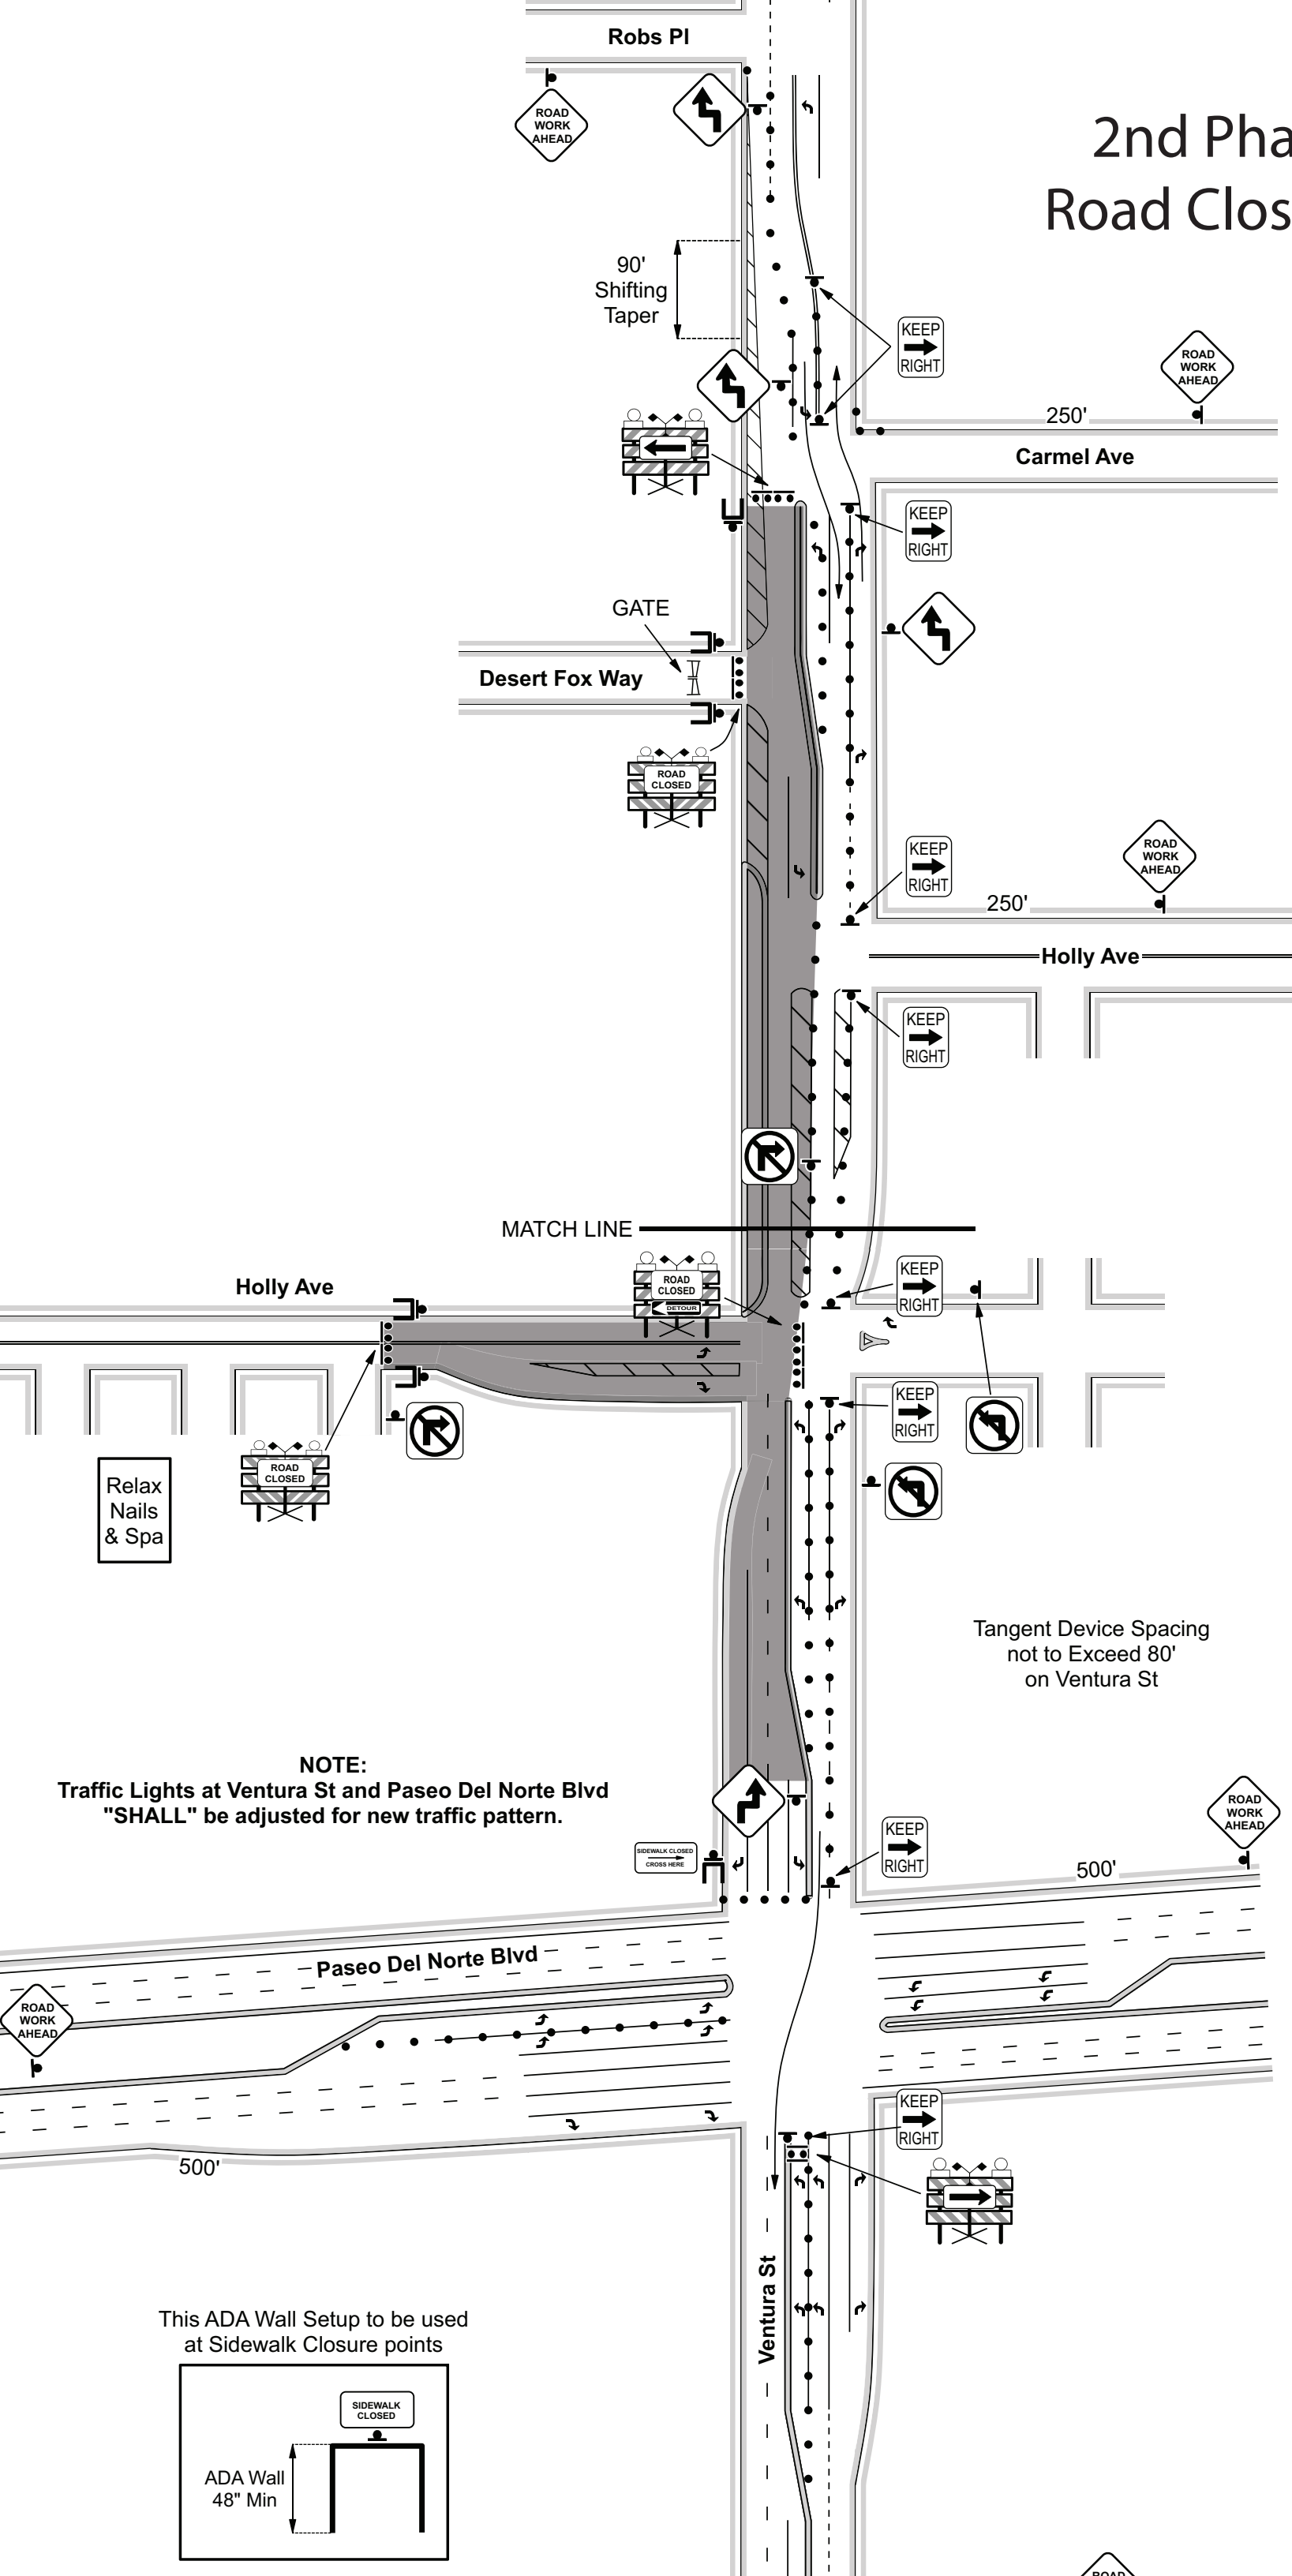 Robs Pl
ROAD
WORK
AHEAD
2nd Pha
Road Clos
90'
Shifting
Taper
KEEP
RIGHT
ROAD
WORK
AHEAD
250'
Carmel Ave
KEEP
RIGHT
GATE
Desert Fox Way
ROAD
CLOSED
KEEP
RIGHT
ROAD
WORK
AHEAD
250'
Holly Ave
KEEP
RIGHT
MATCH LINE
Holly Ave
ROAD
CLOSED
DETOUR
KEEP
RIGHT
KEEP
RIGHT
ROAD
CLOSED
Relax
Nails
& Spa
Tangent Device Spacing
not to Exceed 80'
on Ventura St
NOTE:
Traffic Lights at Ventura St and Paseo Del Norte Blvd
"SHALL" be adjusted for new traffic pattern.
ROAD
WORK
AHEAD
SIDEWALK CLOSED
CROSS HERE
KEEP
RIGHT
500'
Paseo Del Norte Blvd
ROAD
WORK
AHEAD
KEEP
RIGHT
500'
Ventura St
This ADA Wall Setup to be used
at Sidewalk Closure points
SIDEWALK
CLOSED
ADA Wall
48" Min
ROAD